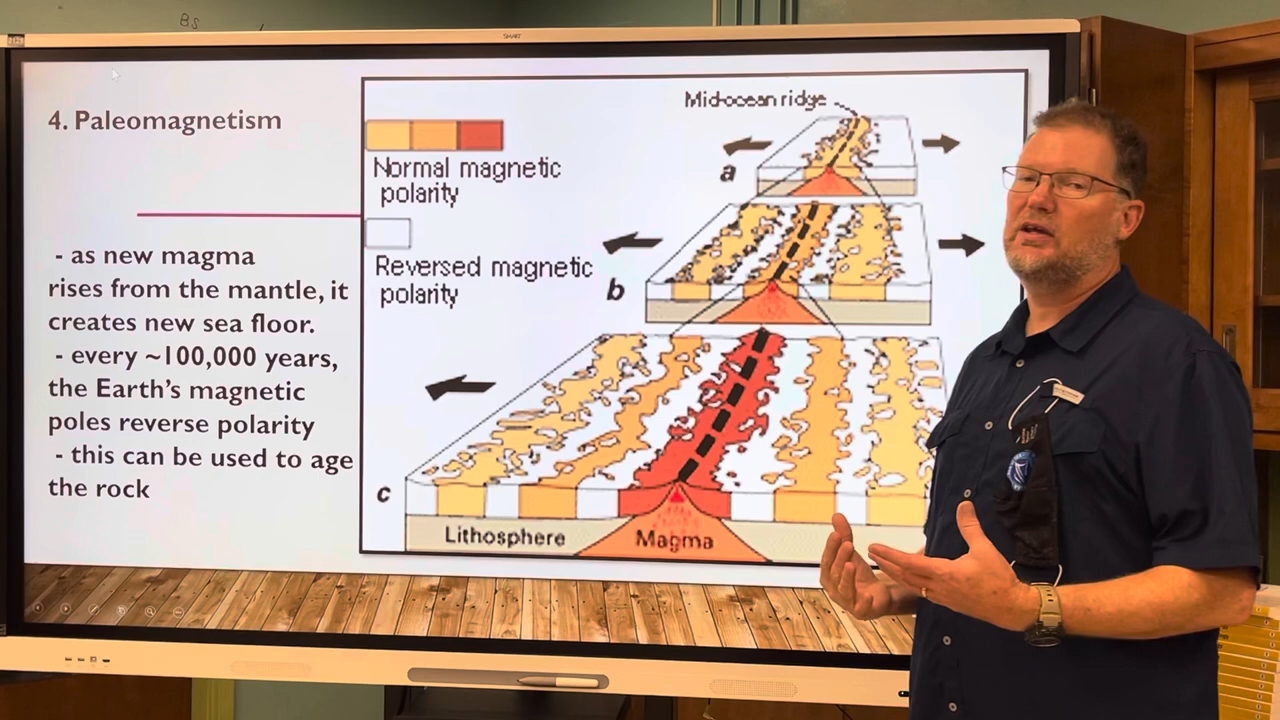 BS
SMART
4. Paleomagnetism
- as new magma
rises from the mantle, it
creates new sea floor.
- every ~100,000 years,
the Earth's magnetic
poles reverse polarity
- this can be used to age
the rock
Normal magnetic
polarity
Reversed magnetic
polarity
Mid-ocean ridge
a
b
c
Lithosphere
Magma